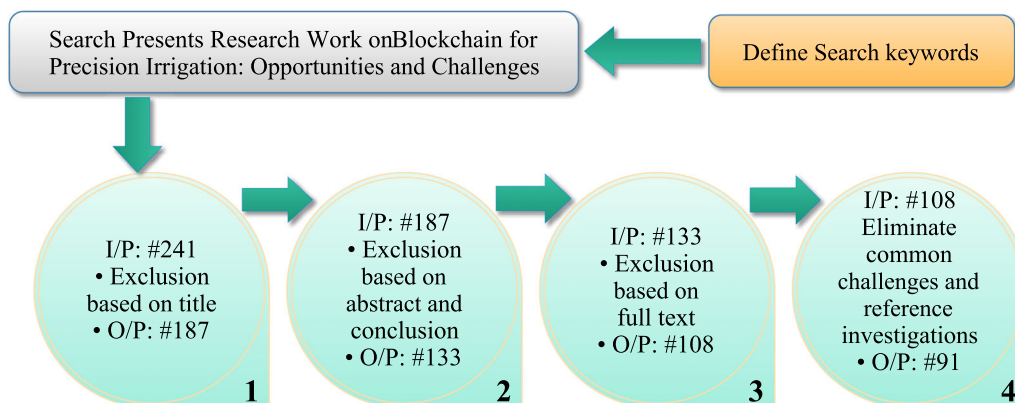 Search Presents Research Work onBlockchain for
Precision Irrigation: Opportunities and Challenges
Define Search keywords
I/P: #241
• Exclusion
based on title
• O/P: #187
1
I/P: #187
• Exclusion
based on
abstract and
conclusion
• O/P: #133
2
I/P: #133
• Exclusion
based on
full text
• O/P: #108
3
I/P: #108
Eliminate
common
challenges and
reference
investigations
• O/P: #91
4